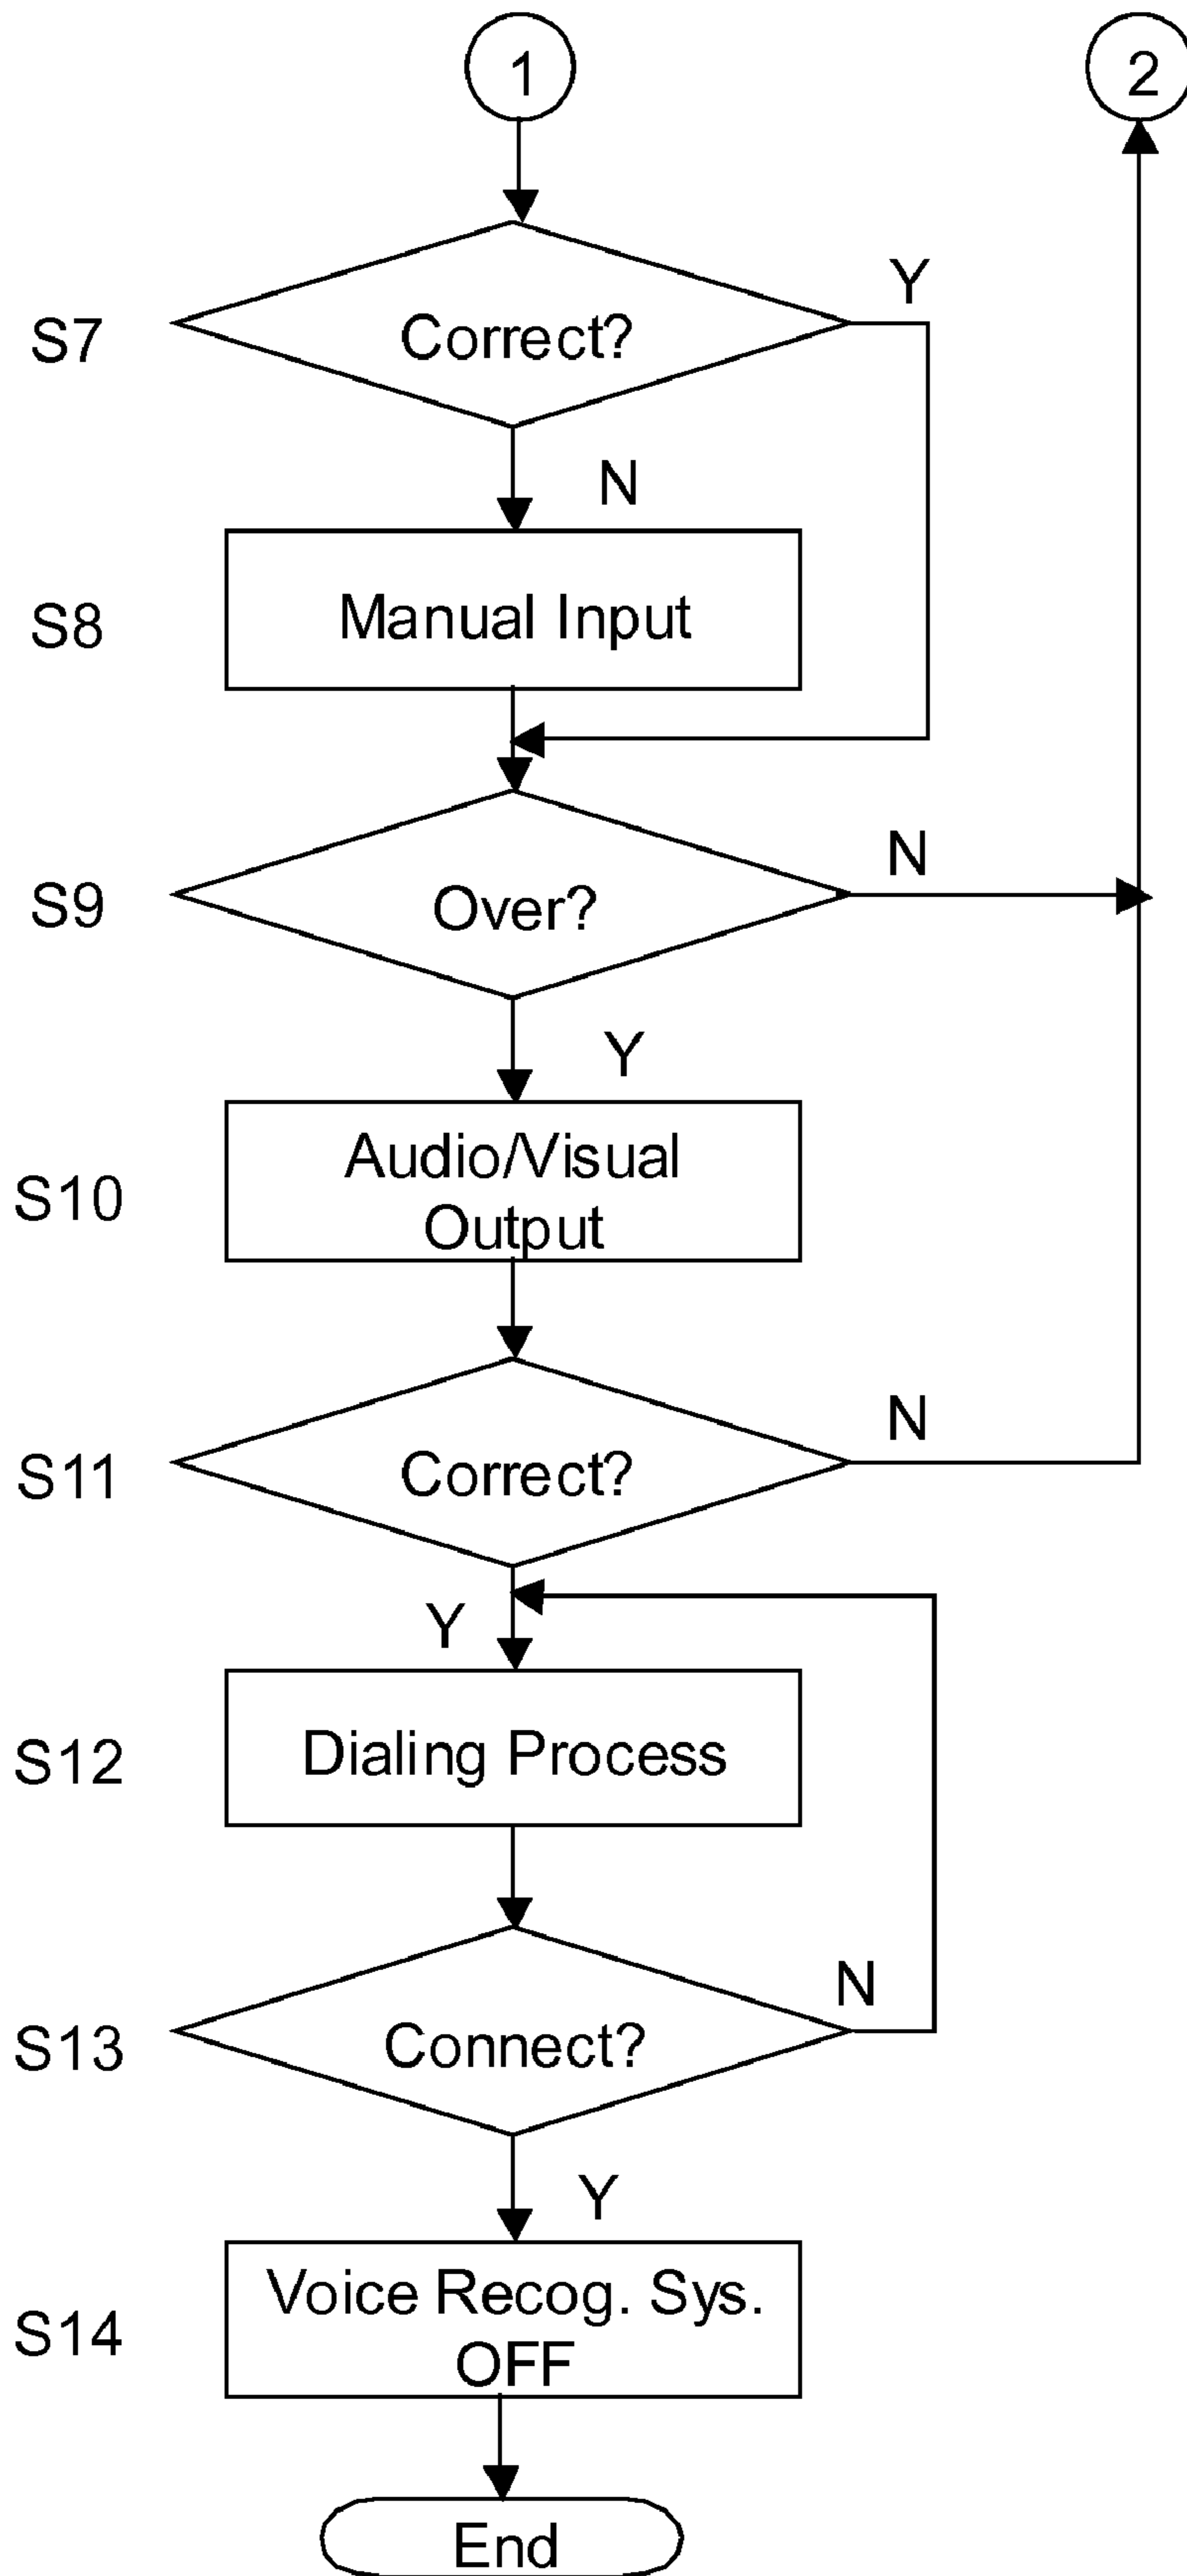 1
2
Y
S7
Correct?
N
S8
Manual Input
N
S9
Over?
Y
Audio/Visual
S10
Output
N
S11
Correct?
Y
S12
Dialing Process
N
S13
Connect?
Y
Voice Recog. Sys.
S14
OFF
End